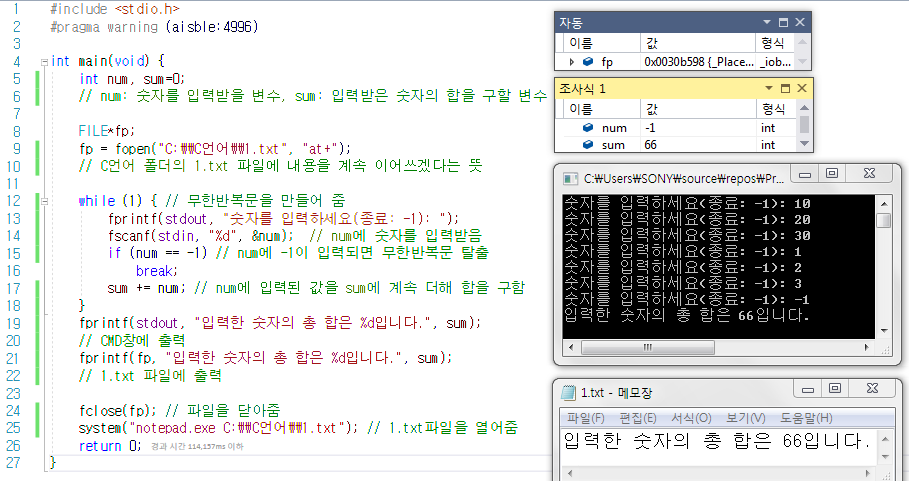 1 #include <stdio.h>
2 #pragma warning (aisble:4996)
3
4 int main(void) {
5 int num, sum=0;
6 // num: 숫자를 입력받을 변수, sum: 입력받은 숫자의 합을 구할 변수
7
8 FILE*fp;
9 fp = fopen("C:₩₩C언어₩₩1.txt", "at+");
10 // C언어 폴더의 1.txt 파일에 내용을 계속 이어쓰겠다는 뜻
11
12 while (1) { // 무한반복문을 만들어 줌
13 fprintf(stdout, "숫자를 입력하세요(종료: -1): ");
14 fscanf(stdin, "%d", &num); // num에 숫자를 입력받음
15 if (num == -1) // num에 -1이 입력되면 무한반복문 탈출
16 break;
17 sum += num; // num에 입력된 값을 sum에 계속 더해 합을 구함
18 }
19 fprintf(stdout, "입력한 숫자의 총 합은 %d입니다.", sum);
20 // CMD창에 출력
21 fprintf(fp, "입력한 숫자의 총 합은 %d입니다.", sum);
22 // 1.txt 파일에 출력
23
24 fclose(fp); // 파일을 닫아줌
25 system("notepad.exe C:₩₩C언어₩₩1.txt"); // 1.txt파일을 열어줌
26 return 0; 경과 시간 114,157ms 이하
27 }
자동
이름 값 형식
fp 0x0030b598 {_Place... _iob...
조사식 1
이름 값 형식
num -1 int
sum 66 int
C:₩Users₩SONY₩source₩repos₩Pr...
숫자를 입력하세요(종료: -1): 10
숫자를 입력하세요(종료: -1): 20
숫자를 입력하세요(종료: -1): 30
숫자를 입력하세요(종료: -1): 1
숫자를 입력하세요(종료: -1): 2
숫자를 입력하세요(종료: -1): 3
숫자를 입력하세요(종료: -1): -1
입력한 숫자의 총 합은 66입니다.
1.txt - 메모장
파일(F) 편집(E) 서식(O) 보기(V) 도움말(H)
입력한 숫자의 총 합은 66입니다.